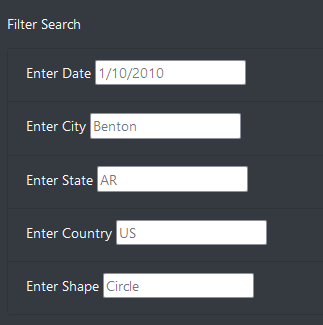 Filter Search
Enter Date 1/10/2010
Enter City Benton
Enter State AR
Enter Country US
Enter Shape Circle